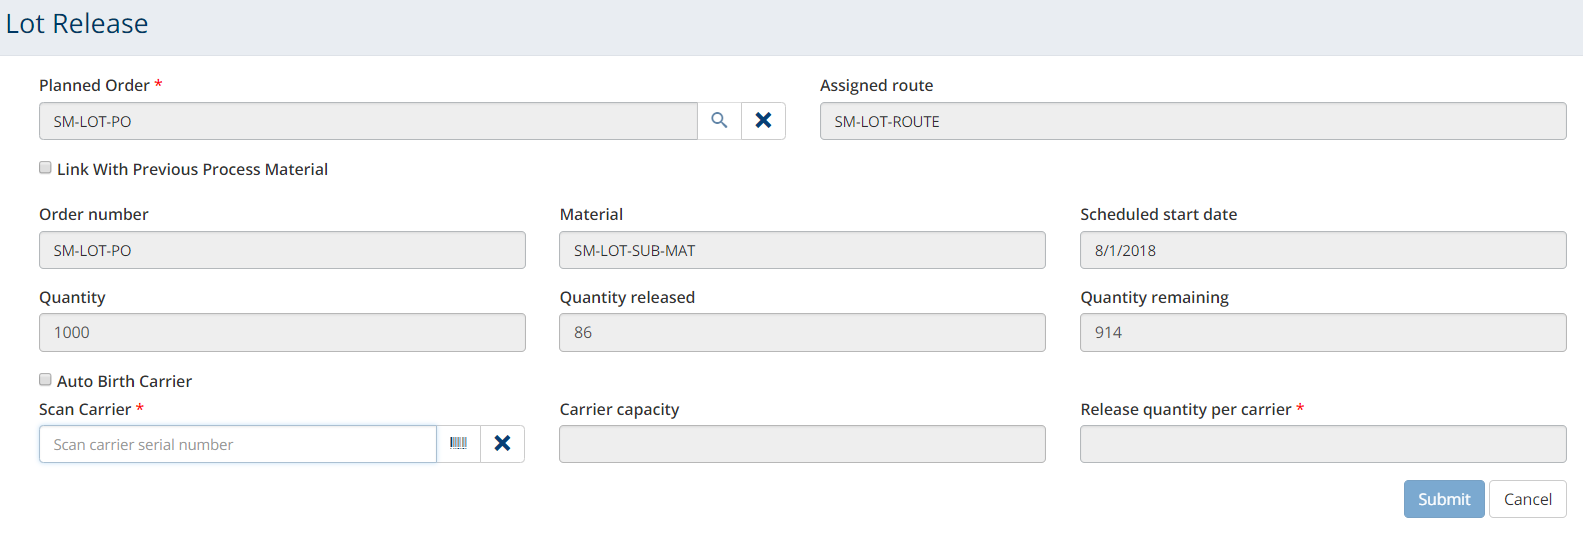 Lot Release
Planned Order *
Assigned route
SM-LOT-PO
SM-LOT-ROUTE
Link With Previous Process Material
Order number
Material
Scheduled start date
SM-LOT-PO
SM-LOT-SUB-MAT
8/1/2018
Quantity
Quantity released
Quantity remaining
1000
86
914
Auto Birth Carrier
Scan Carrier *
Carrier capacity
Release quantity per carrier *
Scan carrier serial number
Submit
Cancel